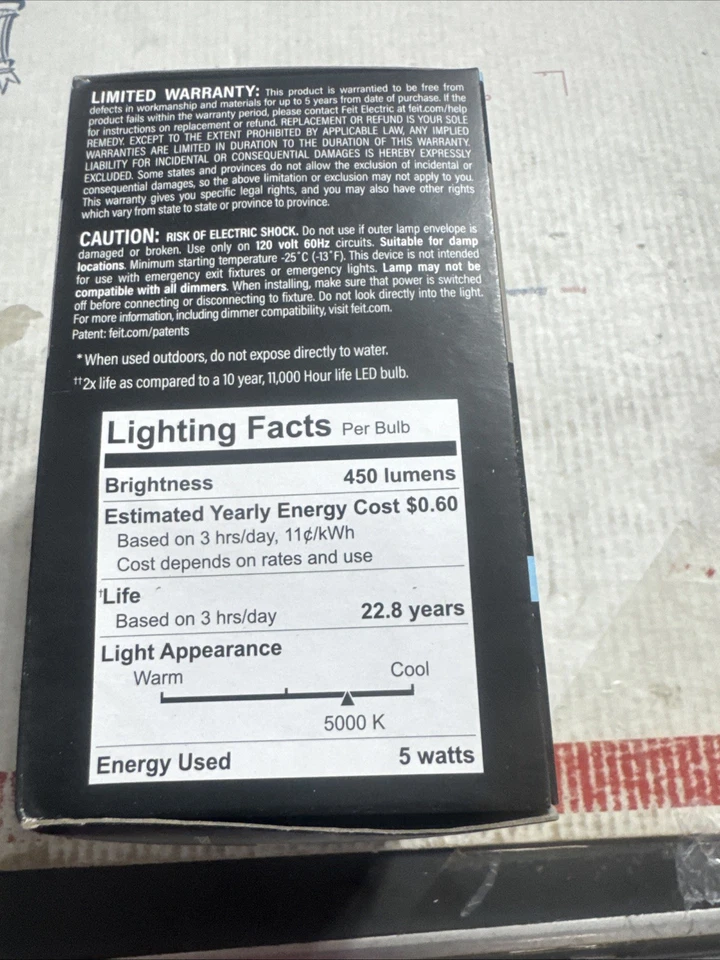 LIMITED WARRANTY: This product is warrantied to be free from
defects in workmanship and materials for up to 5 years from date of purchase. If the
product fails within the warranty period, please contact Feit Electric at feit.com/help
for instructions on replacement or refund. REPLACEMENT OR REFUND IS YOUR SOLE
REMEDY. EXCEPT TO THE EXTENT PROHIBITED BY APPLICABLE LAW, ANY IMPLIED
WARRANTIES ARE LIMITED IN DURATION TO THE DURATION OF THIS WARRANTY.
LIABILITY FOR INCIDENTAL OR CONSEQUENTIAL DAMAGES IS HEREBY EXPRESSLY
EXCLUDED. Some states and provinces do not allow the exclusion of incidental or
consequential damages, so the above limitation or exclusion may not apply to you.
This warranty gives you specific legal rights, and you may also have other rights
which vary from state to state or province to province.
CAUTION: RISK OF ELECTRIC SHOCK. Do not use if outer lamp envelope is
damaged or broken. Use only on 120 volt 60Hz circuits. Suitable for damp
locations. Minimum starting temperature -25°C (-13°F). This device is not intended
for use with emergency exit fixtures or emergency lights. Lamp may not be
compatible with all dimmers. When installing, make sure that power is switched
off before connecting or disconnecting to fixture. Do not look directly into the light.
For more information, including dimmer compatibility, visit feit.com.
Patent: feit.com/patents
*When used outdoors, do not expose directly to water.
††2x life as compared to a 10 year, 11,000 Hour life LED bulb.
Lighting Facts Per Bulb
Brightness 450 lumens
Estimated Yearly Energy Cost $0.60
Based on 3 hrs/day, 11¢/kWh
Cost depends on rates and use
†Life
Based on 3 hrs/day 22.8 years
Light Appearance
Warm Cool
5000 K
Energy Used 5 watts